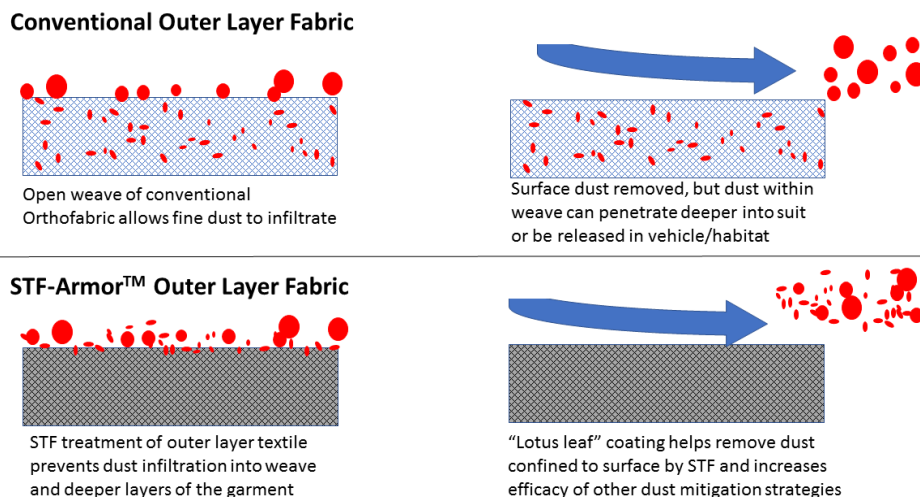 Conventional Outer Layer Fabric
Open weave of conventional
Orthofabric allows fine dust to infiltrate
Surface dust removed, but dust within
weave can penetrate deeper into suit
or be released in vehicle/habitat
STF-Armor™ Outer Layer Fabric
STF treatment of outer layer textile
prevents dust infiltration into weave
and deeper layers of the garment
“Lotus leaf” coating helps remove dust
confined to surface by STF and increases
efficacy of other dust mitigation strategies